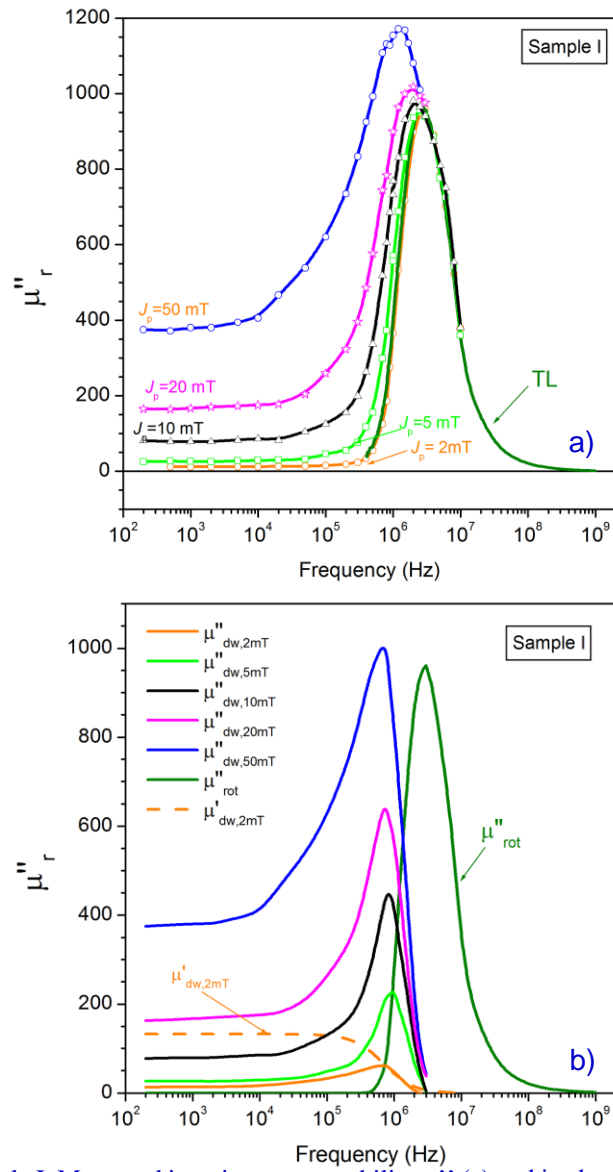 1200
1000
800
600
400
200
0
μ''r
Sample I
Jp=50 mT
Jp=20 mT
Jp=10 mT
Jp=5 mT
Jp= 2mT
TL
a)
10² 10³ 10⁴ 10⁵ 10⁶ 10⁷ 10⁸ 10⁹
Frequency (Hz)
1000
800
600
400
200
0
μ''r
μ''dw,2mT
μ''dw,5mT
μ''dw,10mT
μ''dw,20mT
μ''dw,50mT
μ''rot
μ'dw,2mT
Sample I
μ''rot
μ'dw,2mT
b)
10² 10³ 10⁴ 10⁵ 10⁶ 10⁷ 10⁸ 10⁹
Frequency (Hz)